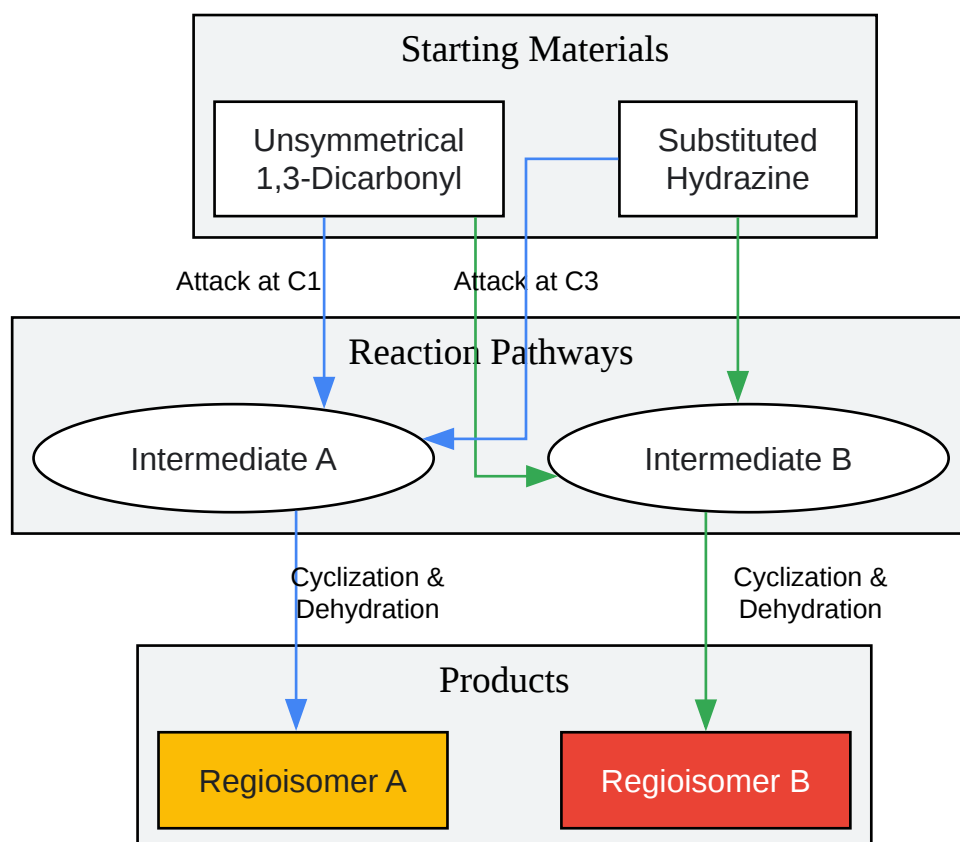 Starting Materials
Unsymmetrical
1,3-Dicarbonyl
Substituted
Hydrazine
Attack at C1
Attack at C3
Reaction Pathways
Intermediate A
Intermediate B
Cyclization &
Dehydration
Cyclization &
Dehydration
Products
Regioisomer A
Regioisomer B